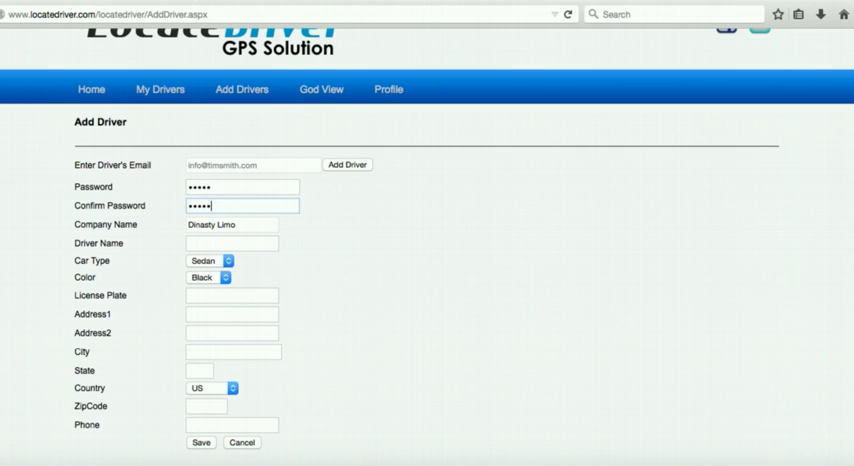 www.locatedriver.com/locatedriver/AddDriver.aspx
Search
LocateDriver
GPS Solution
Home My Drivers Add Drivers God View Profile
Add Driver
Enter Driver's Email info@timsmith.com Add Driver
Password •••••
Confirm Password •••••
Company Name Dinasty Limo
Driver Name
Car Type Sedan
Color Black
License Plate
Address1
Address2
City
State
Country US
ZipCode
Phone
Save Cancel